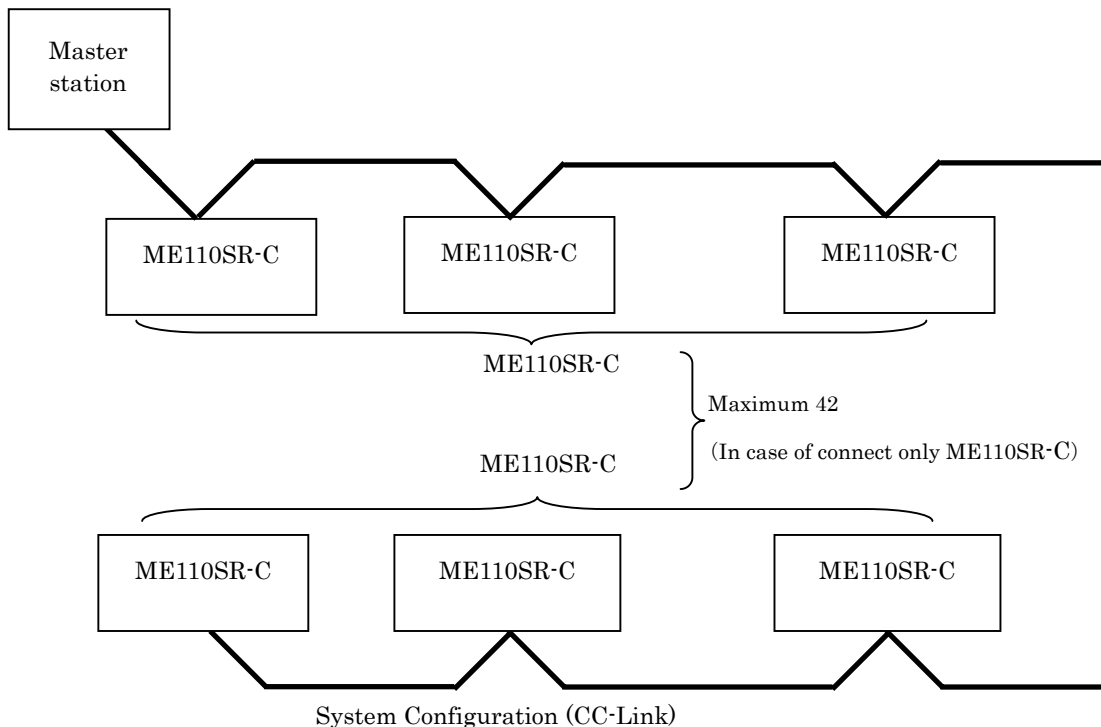 Master
station
ME110SR-C
ME110SR-C
ME110SR-C
ME110SR-C
Maximum 42
(In case of connect only ME110SR-C)
ME110SR-C
ME110SR-C
ME110SR-C
ME110SR-C
System Configuration (CC-Link)